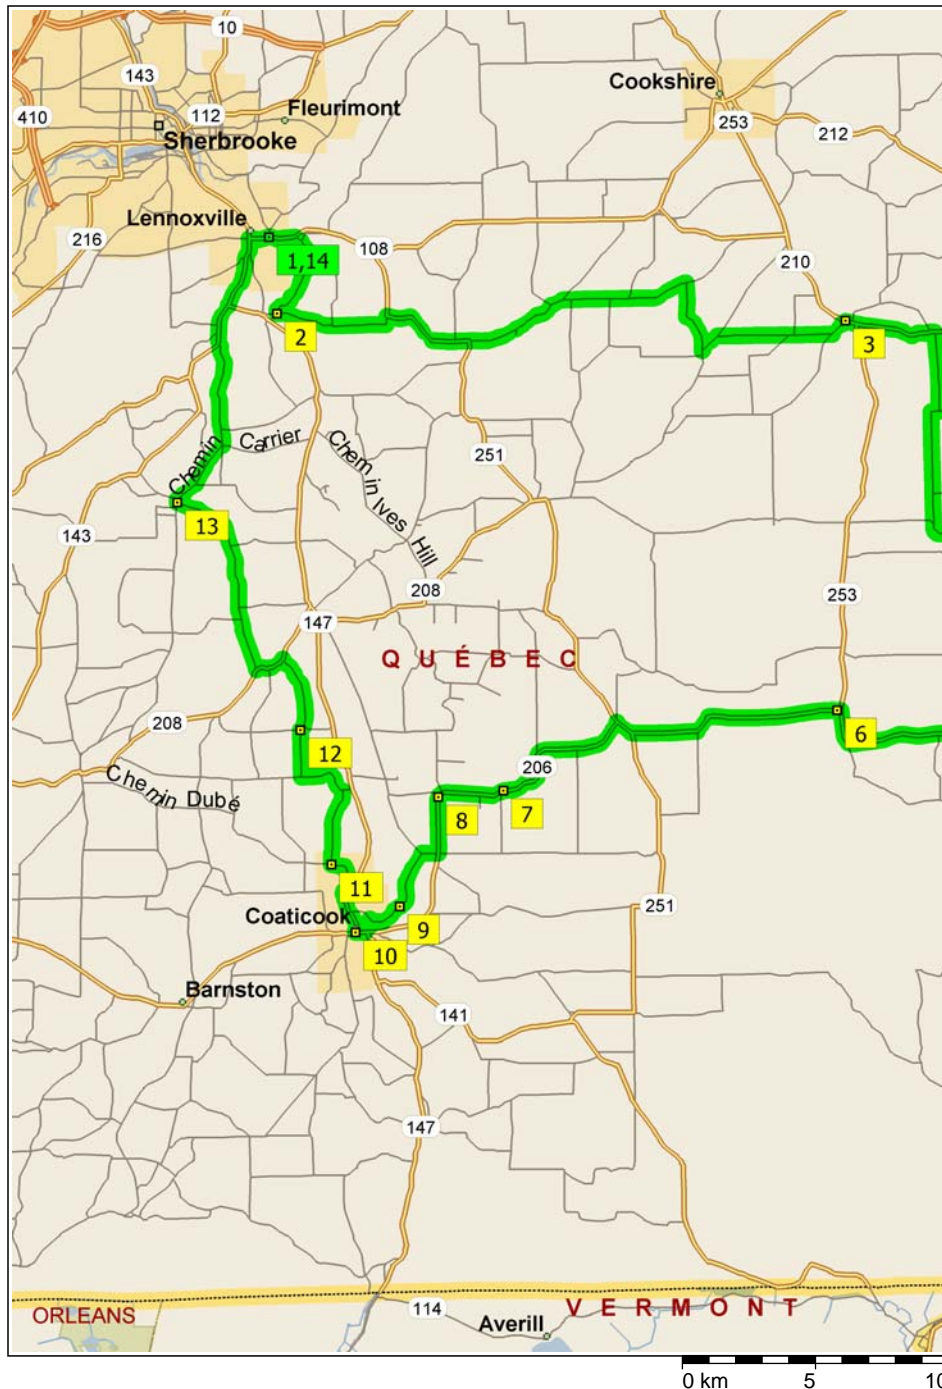 10
143
Cookshire
410
112
Fleurimont
253
212
Sherbrooke
Lennoxville
216
108
1,14
210
2
3
Chemin Carrier
Chemin Ives Hill
251
13
143
208
253
147
QUÉBEC
208
12
6
206
Chemin Dubé
8
7
11
Coaticook
9
251
10
Barnston
141
147
ORLEANS
114
VERMONT
Averill
0 km 5 10